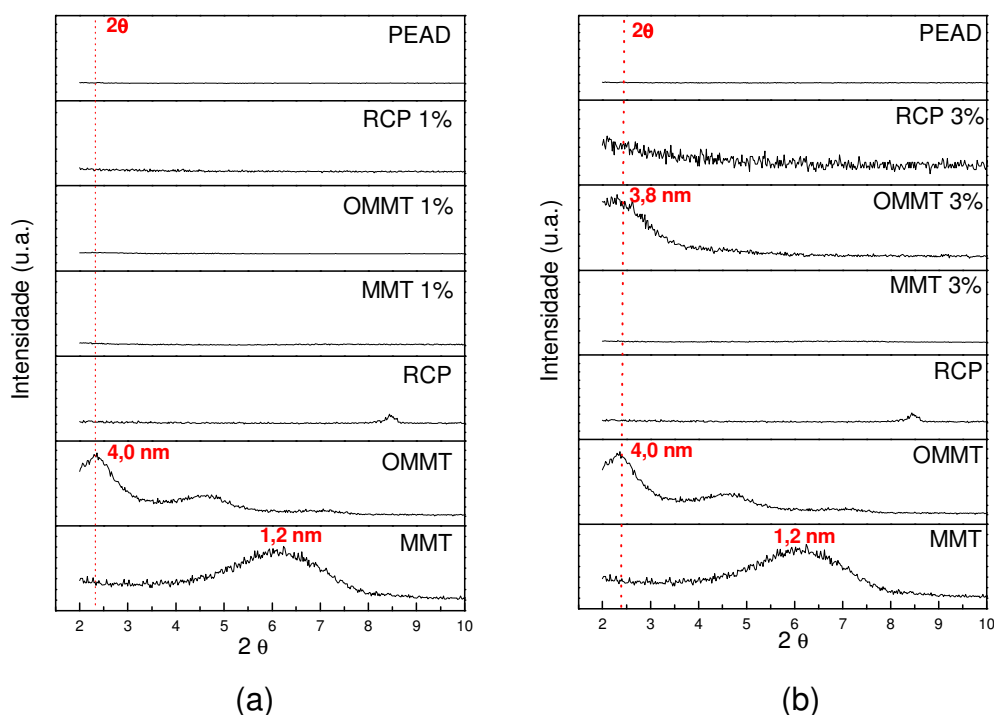 2θ
PEAD
RCP 1%
OMMT 1%
MMT 1%
RCP
4,0 nm
OMMT
1,2 nm
MMT
Intensidade (u.a.)
2 3 4 5 6 7 8 9 10
2 θ
(a)
2θ
PEAD
RCP 3%
3,8 nm
OMMT 3%
MMT 3%
RCP
4,0 nm
OMMT
1,2 nm
MMT
Intensidade (u.a.)
2 3 4 5 6 7 8 9 10
2 θ
(b)